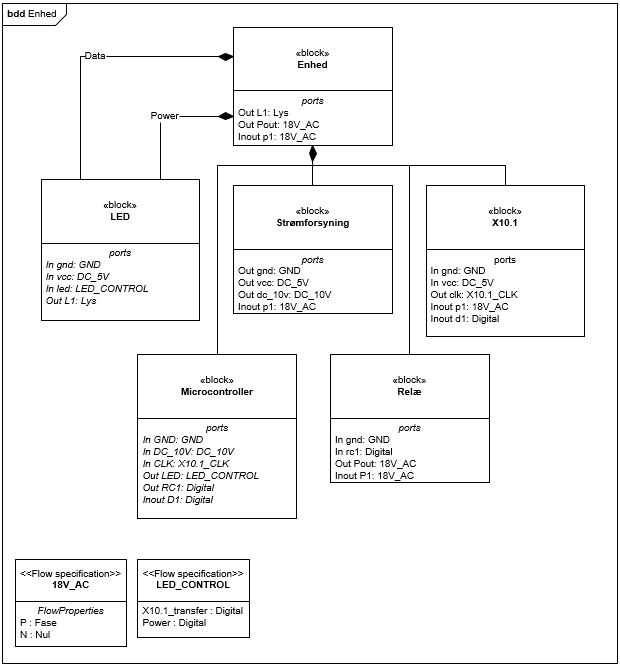 bdd Enhed
«block»
Enhed
ports
Out L1: Lys
Out Pout: 18V_AC
Inout p1: 18V_AC
Data
Power
«block»
LED
ports
In gnd: GND
In vcc: DC_5V
In led: LED_CONTROL
Out L1: Lys
«block»
Strømforsyning
ports
Out gnd: GND
Out vcc: DC_5V
Out dc_10v: DC_10V
Inout p1: 18V_AC
«block»
X10.1
ports
In gnd: GND
In vcc: DC_5V
Out clk: X10.1_CLK
Inout p1: 18V_AC
Inout d1: Digital
«block»
Microcontroller
ports
In GND: GND
In DC_10V: DC_10V
In CLK: X10.1_CLK
Out LED: LED_CONTROL
Out RC1: Digital
Inout D1: Digital
«block»
Relæ
ports
In gnd: GND
In rc1: Digital
Out Pout: 18V_AC
Inout P1: 18V_AC
<<Flow specification>>
18V_AC
FlowProperties
P : Fase
N : Nul
<<Flow specification>>
LED_CONTROL
X10.1_transfer : Digital
Power : Digital